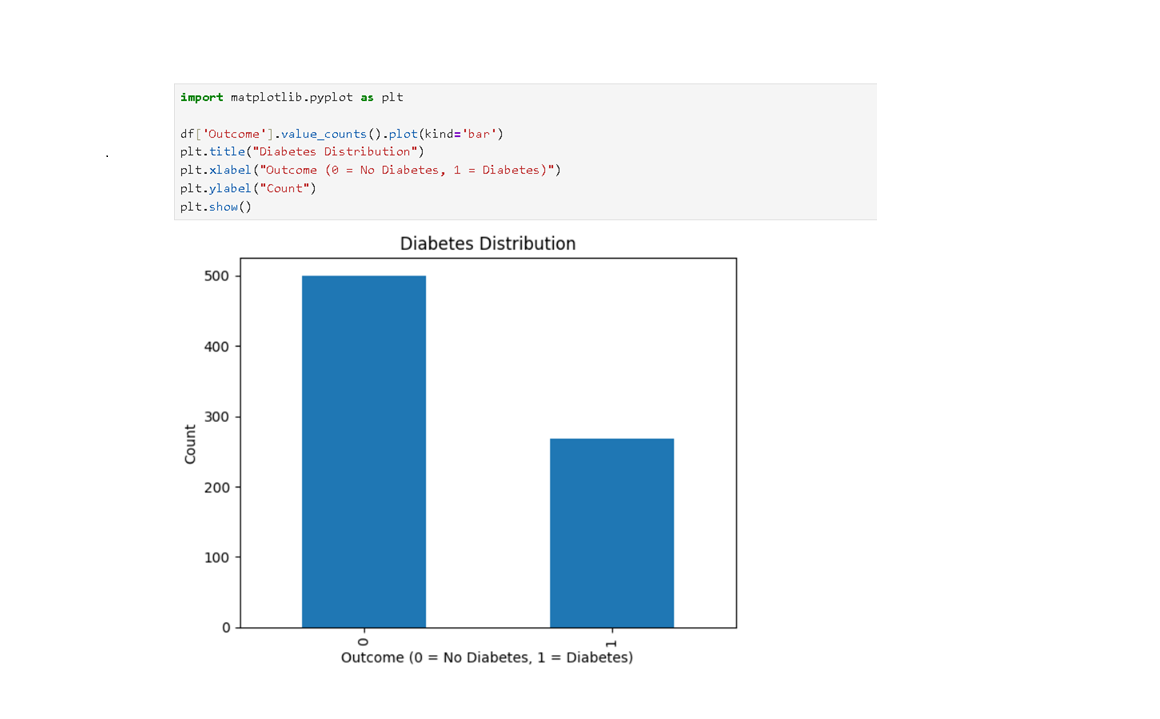 import matplotlib.pyplot as plt
df['Outcome'].value_counts().plot(kind='bar')
plt.title("Diabetes Distribution")
plt.xlabel("Outcome (0 = No Diabetes, 1 = Diabetes)")
plt.ylabel("Count")
plt.show()
Diabetes Distribution
500
400
300
200
100
0
Count
0
1
Outcome (0 = No Diabetes, 1 = Diabetes)